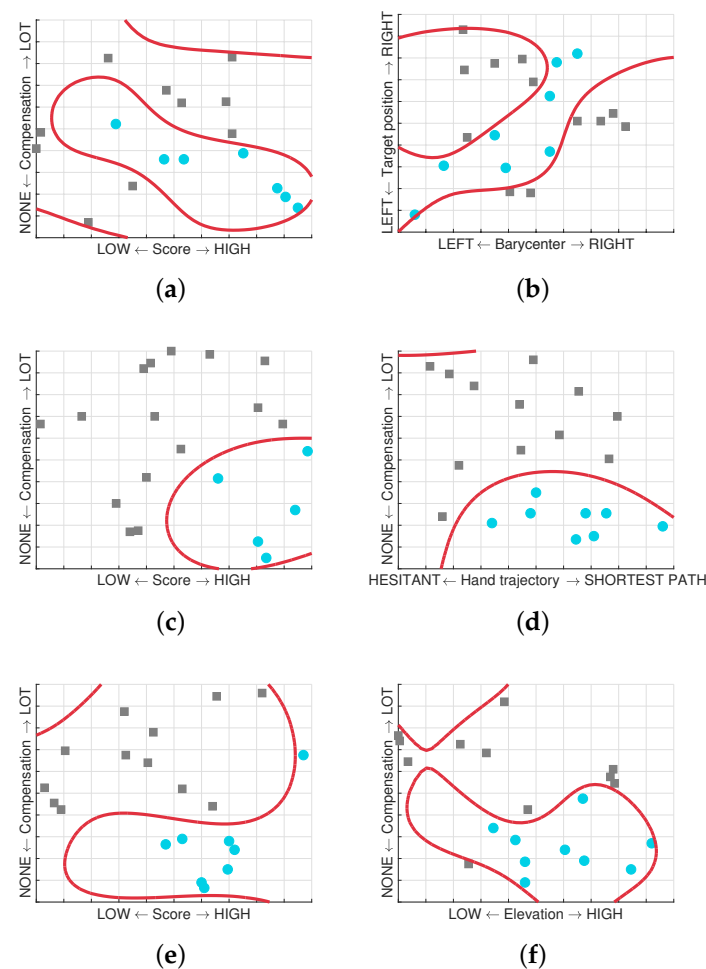 NONE ← Compensation → LOT
LOW ← Score → HIGH
(a)
LEFT ← Target position → RIGHT
LEFT ← Barycenter → RIGHT
(b)
NONE ← Compensation → LOT
LOW ← Score → HIGH
(c)
NONE ← Compensation → LOT
HESITANT ← Hand trajectory → SHORTEST PATH
(d)
NONE ← Compensation → LOT
LOW ← Score → HIGH
(e)
NONE ← Compensation → LOT
LOW ← Elevation → HIGH
(f)